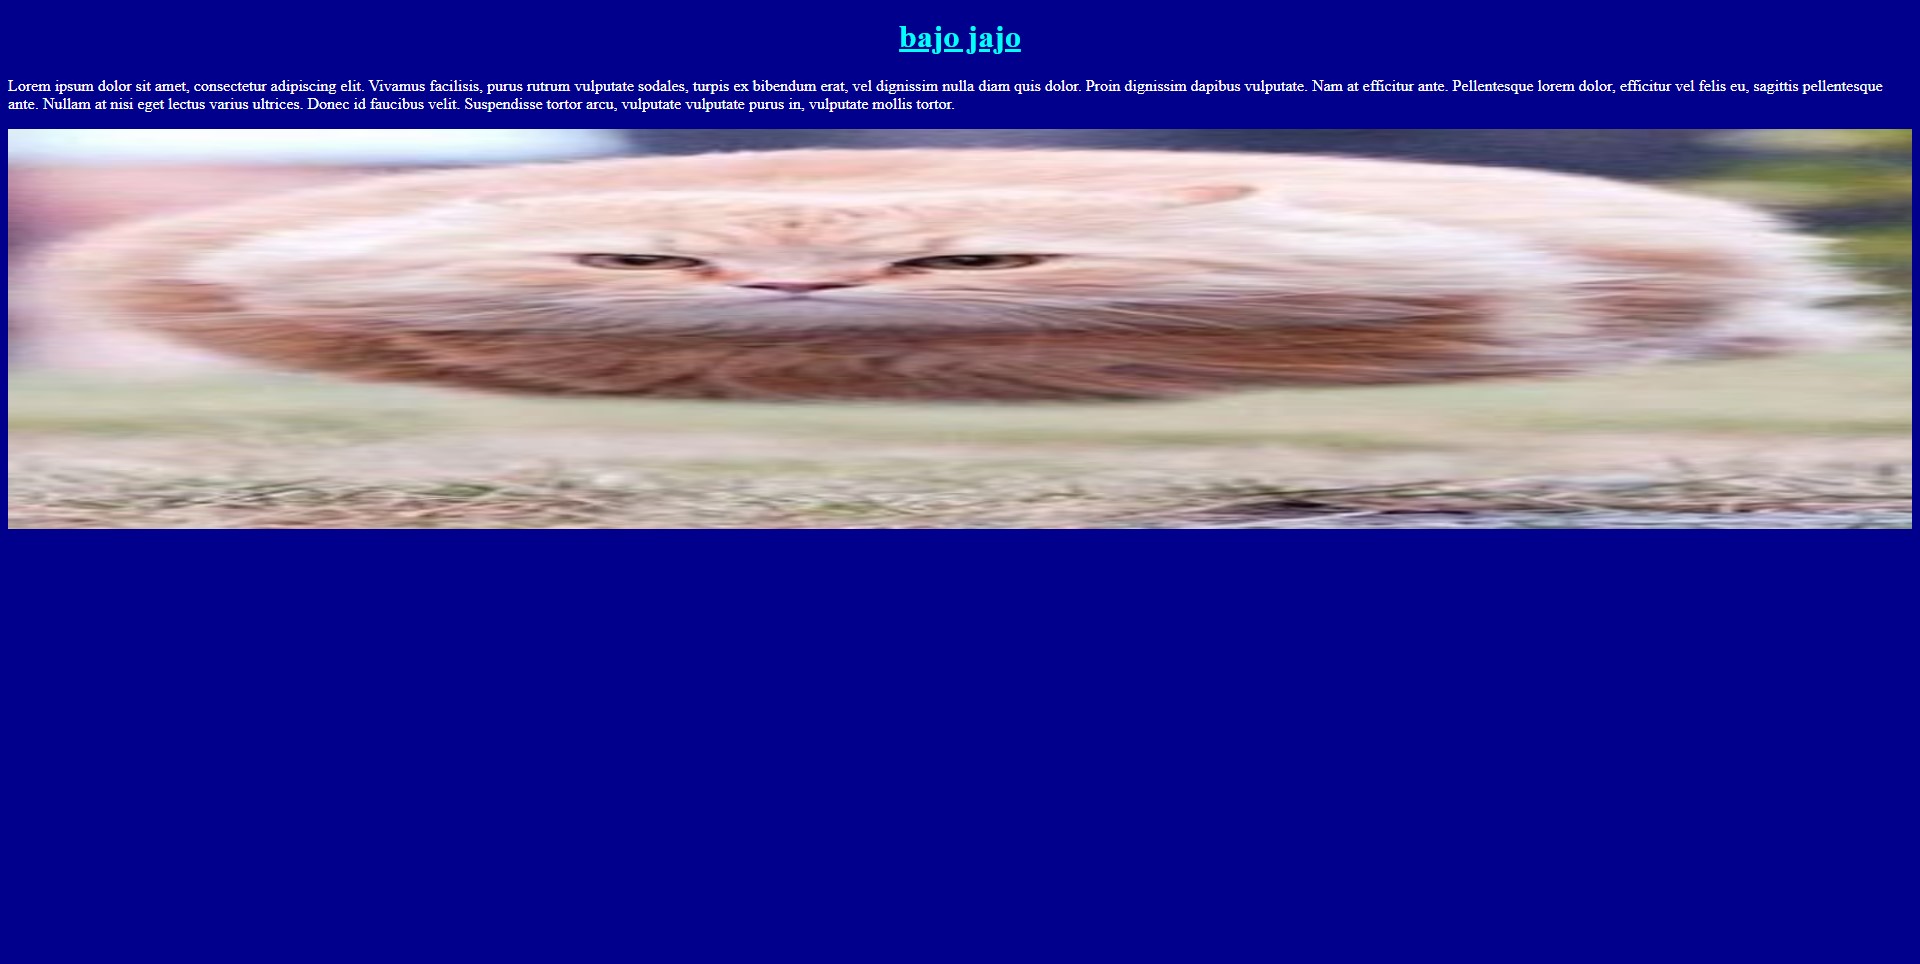 bajo jajo
Lorem ipsum dolor sit amet, consectetur adipiscing elit. Vivamus facilisis, purus rutrum vulputate sodales, turpis ex bibendum erat, vel dignissim nulla diam quis dolor. Proin dignissim dapibus vulputate. Nam at efficitur ante. Pellentesque lorem dolor, efficitur vel felis eu, sagittis pellentesque
ante. Nullam at nisi eget lectus varius ultrices. Donec id faucibus velit. Suspendisse tortor arcu, vulputate vulputate purus in, vulputate mollis tortor.